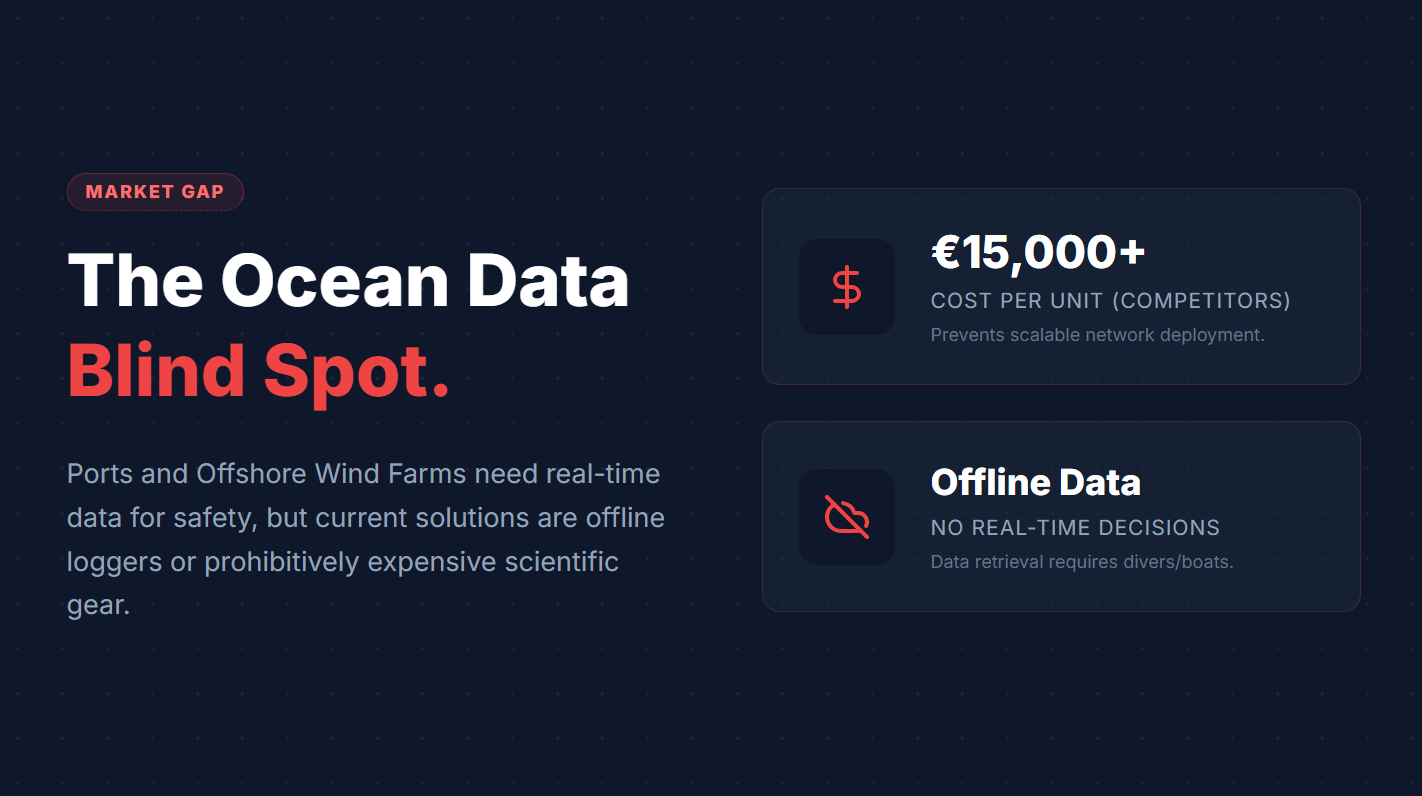 MARKET GAP
The Ocean Data
Blind Spot.
Ports and Offshore Wind Farms need real-time
data for safety, but current solutions are offline
loggers or prohibitively expensive scientific
gear.
€15,000+
COST PER UNIT (COMPETITORS)
Prevents scalable network deployment.
Offline Data
NO REAL-TIME DECISIONS
Data retrieval requires divers/boats.